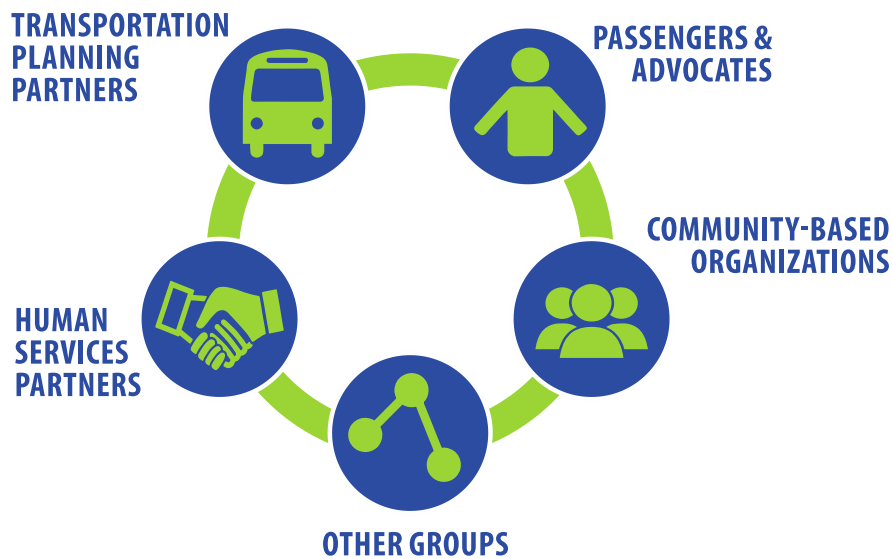 TRANSPORTATION
PLANNING
PARTNERS
PASSENGERS &
ADVOCATES
COMMUNITY-BASED
ORGANIZATIONS
HUMAN
SERVICES
PARTNERS
OTHER GROUPS